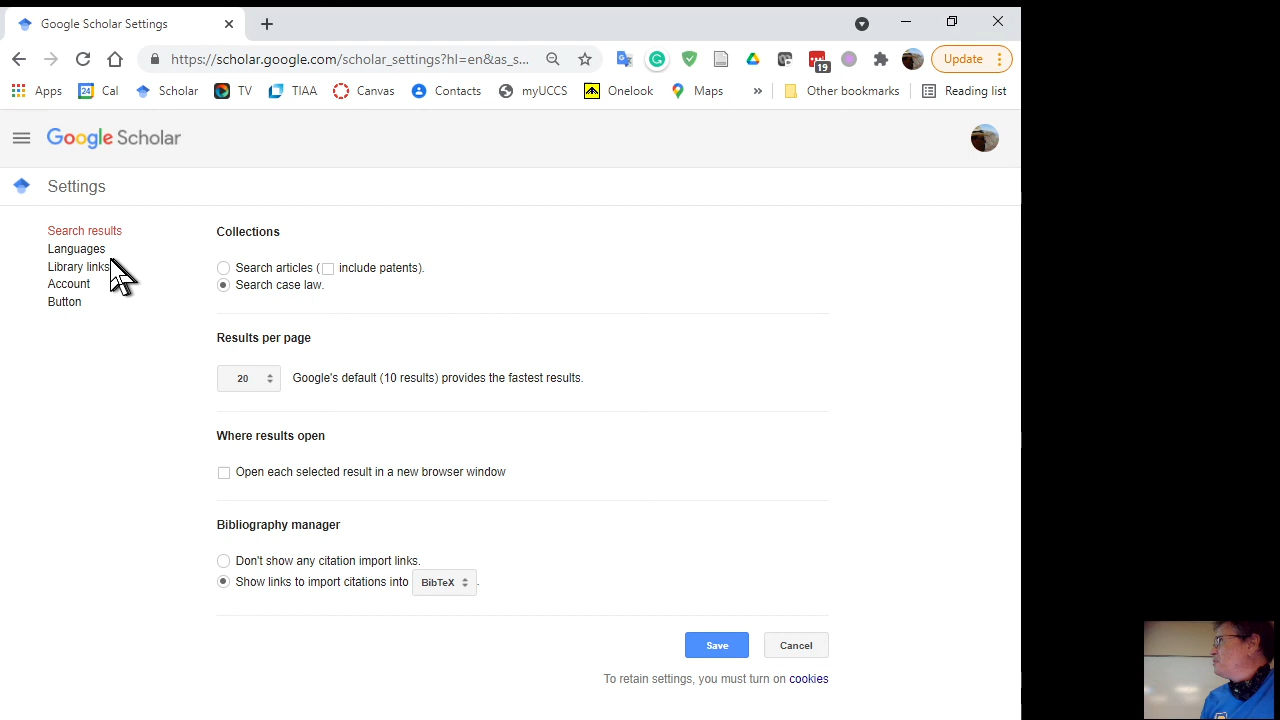 Google Scholar Settings
https://scholar.google.com/scholar_settings?hl=en&as_s...
19
Update
Apps
24 Cal
Scholar
TV
TIAA
Canvas
Contacts
myUCCS
Onelook
Maps
»
Other bookmarks
Reading list
Google Scholar
Settings
Search results
Languages
Library links
Account
Button
Collections
Search articles ( include patents).
Search case law.
Results per page
20 Google's default (10 results) provides the fastest results.
Where results open
Open each selected result in a new browser window
Bibliography manager
Don't show any citation import links.
Show links to import citations into BibTeX .
Save Cancel
To retain settings, you must turn on cookies